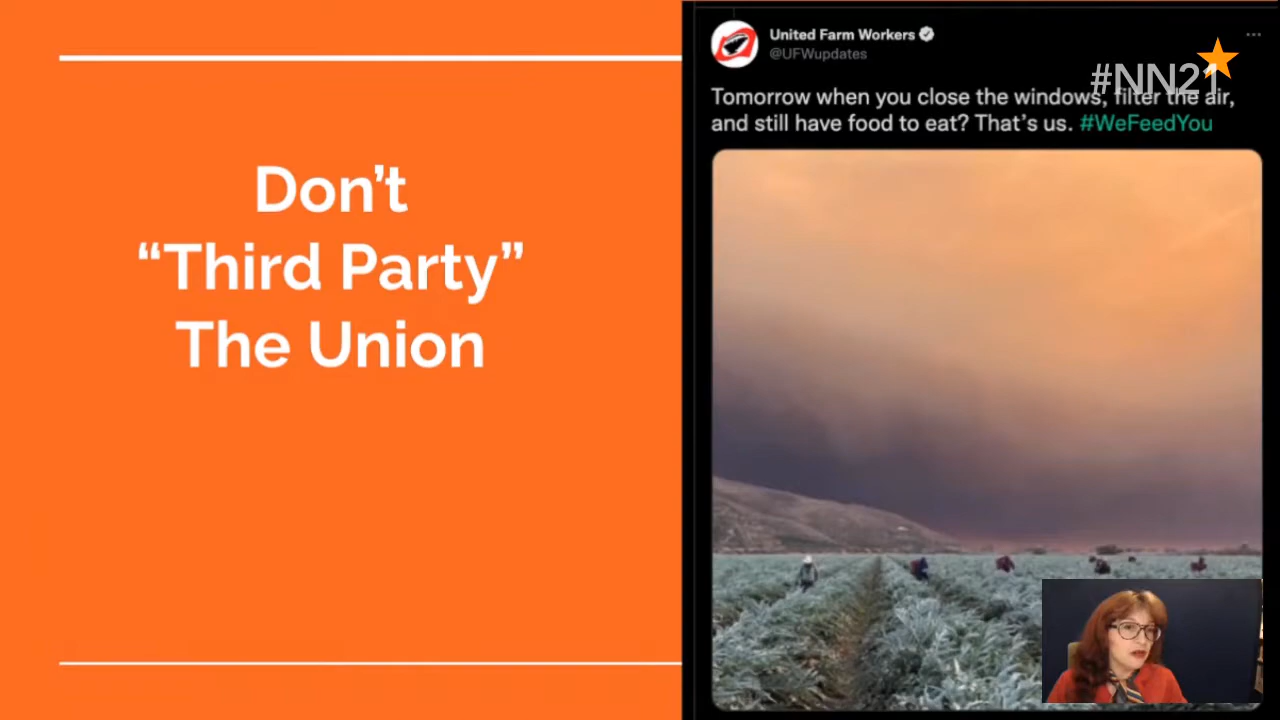 Don’t
“Third Party”
The Union
United Farm Workers
@UFWupdates
#NN21
Tomorrow when you close the windows, filter the air,
and still have food to eat? That’s us. #WeFeedYou